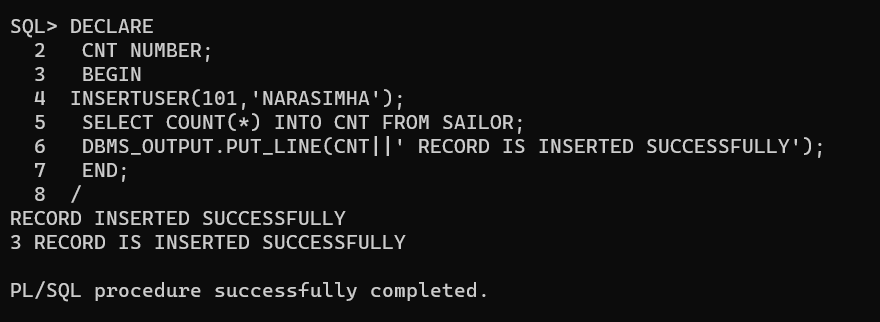 SQL> DECLARE
  2   CNT NUMBER;
  3   BEGIN
  4  INSERTUSER(101,'NARASIMHA');
  5   SELECT COUNT(*) INTO CNT FROM SAILOR;
  6   DBMS_OUTPUT.PUT_LINE(CNT||' RECORD IS INSERTED SUCCESSFULLY');
  7   END;
  8  /
RECORD INSERTED SUCCESSFULLY
3 RECORD IS INSERTED SUCCESSFULLY

PL/SQL procedure successfully completed.